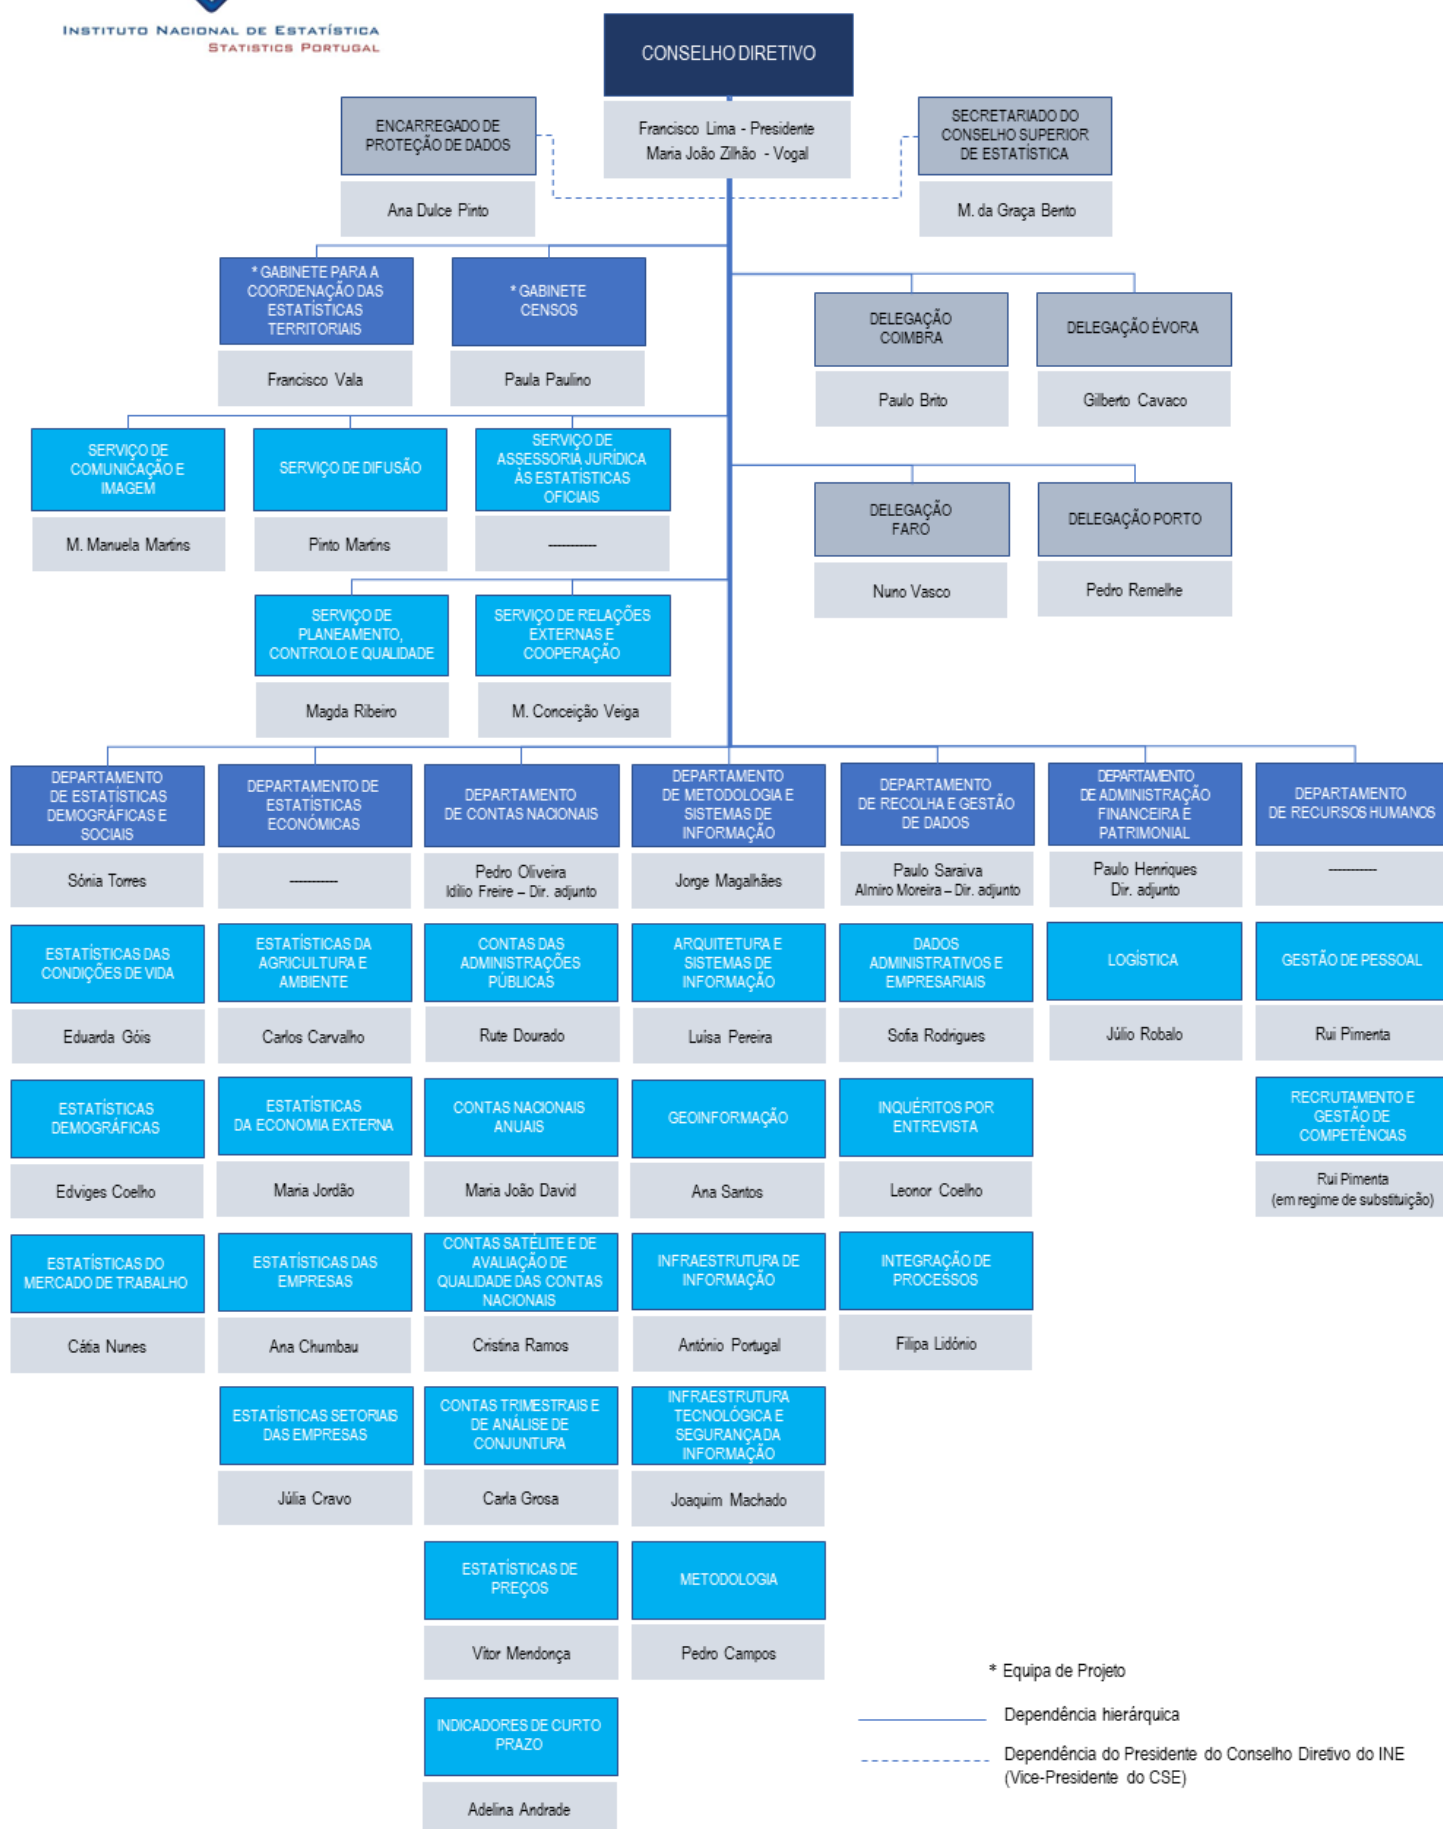 INSTITUTO NACIONAL DE ESTATÍSTICA
STATISTICS PORTUGAL
CONSELHO DIRETIVO
Francisco Lima - Presidente
Maria João Zilhão - Vogal
ENCARREGADO DE
PROTEÇÃO DE DADOS
Ana Dulce Pinto
SECRETARIADO DO
CONSELHO SUPERIOR
DE ESTATÍSTICA
M. da Graça Bento
* GABINETE PARA A
COORDENAÇÃO DAS
ESTATÍSTICAS
TERRITORIAIS
Francisco Vala
* GABINETE
CENSOS
Paula Paulino
DELEGAÇÃO
COIMBRA
Paulo Brito
DELEGAÇÃO ÉVORA
Gilberto Cavaco
SERVIÇO DE
COMUNICAÇÃO E
IMAGEM
M. Manuela Martins
SERVIÇO DE DIFUSÃO
Pinto Martins
SERVIÇO DE
ASSESSORIA JURÍDICA
ÀS ESTATÍSTICAS
OFICIAIS
-----------
DELEGAÇÃO
FARO
Nuno Vasco
DELEGAÇÃO PORTO
Pedro Remelhe
SERVIÇO DE
PLANEAMENTO,
CONTROLO E QUALIDADE
Magda Ribeiro
SERVIÇO DE RELAÇÕES
EXTERNAS E
COOPERAÇÃO
M. Conceição Veiga
DEPARTAMENTO
DE ESTATÍSTICAS
DEMOGRÁFICAS E
SOCIAIS
Sónia Torres
ESTATÍSTICAS DAS
CONDIÇÕES DE VIDA
Eduarda Góis
ESTATÍSTICAS
DEMOGRÁFICAS
Edviges Coelho
ESTATÍSTICAS DO
MERCADO DE TRABALHO
Cátia Nunes
DEPARTAMENTO DE
ESTATÍSTICAS
ECONÓMICAS
-----------
ESTATÍSTICAS DA
AGRICULTURA E
AMBIENTE
Carlos Carvalho
ESTATÍSTICAS
DA ECONOMIA EXTERNA
Maria Jordão
ESTATÍSTICAS DAS
EMPRESAS
Ana Chumbau
ESTATÍSTICAS SETORIAIS
DAS EMPRESAS
Júlia Cravo
DEPARTAMENTO
DE CONTAS NACIONAIS
Pedro Oliveira
Idílio Freire – Dir. adjunto
CONTAS DAS
ADMINISTRAÇÕES
PÚBLICAS
Rute Dourado
CONTAS NACIONAIS
ANUAIS
Maria João David
CONTAS SATÉLITE E DE
AVALIAÇÃO DE
QUALIDADE DAS CONTAS
NACIONAIS
Cristina Ramos
CONTAS TRIMESTRAIS E
DE ANÁLISE DE
CONJUNTURA
Carla Grosa
ESTATÍSTICAS DE
PREÇOS
Vítor Mendonça
INDICADORES DE CURTO
PRAZO
Adelina Andrade
DEPARTAMENTO
DE METODOLOGIA E
SISTEMAS DE
INFORMAÇÃO
Jorge Magalhães
ARQUITETURA E
SISTEMAS DE
INFORMAÇÃO
Luísa Pereira
GEOINFORMAÇÃO
Ana Santos
INFRAESTRUTURA DE
INFORMAÇÃO
António Portugal
INFRAESTRUTURA
TECNOLÓGICA E
SEGURANÇA DA
INFORMAÇÃO
Joaquim Machado
METODOLOGIA
Pedro Campos
DEPARTAMENTO
DE RECOLHA E GESTÃO
DE DADOS
Paulo Saraiva
Almiro Moreira – Dir. adjunto
DADOS
ADMINISTRATIVOS E
EMPRESARIAIS
Sofia Rodrigues
INQUÉRITOS POR
ENTREVISTA
Leonor Coelho
INTEGRAÇÃO DE
PROCESSOS
Filipa Lidónio
DEPARTAMENTO
DE ADMINISTRAÇÃO
FINANCEIRA E
PATRIMONIAL
Paulo Henriques
Dir. adjunto
LOGÍSTICA
Júlio Robalo
DEPARTAMENTO
DE RECURSOS HUMANOS
-----------
GESTÃO DE PESSOAL
Rui Pimenta
RECRUTAMENTO E
GESTÃO DE
COMPETÊNCIAS
Rui Pimenta
(em regime de substituição)
* Equipa de Projeto
Dependência hierárquica
Dependência do Presidente do Conselho Diretivo do INE
(Vice-Presidente do CSE)